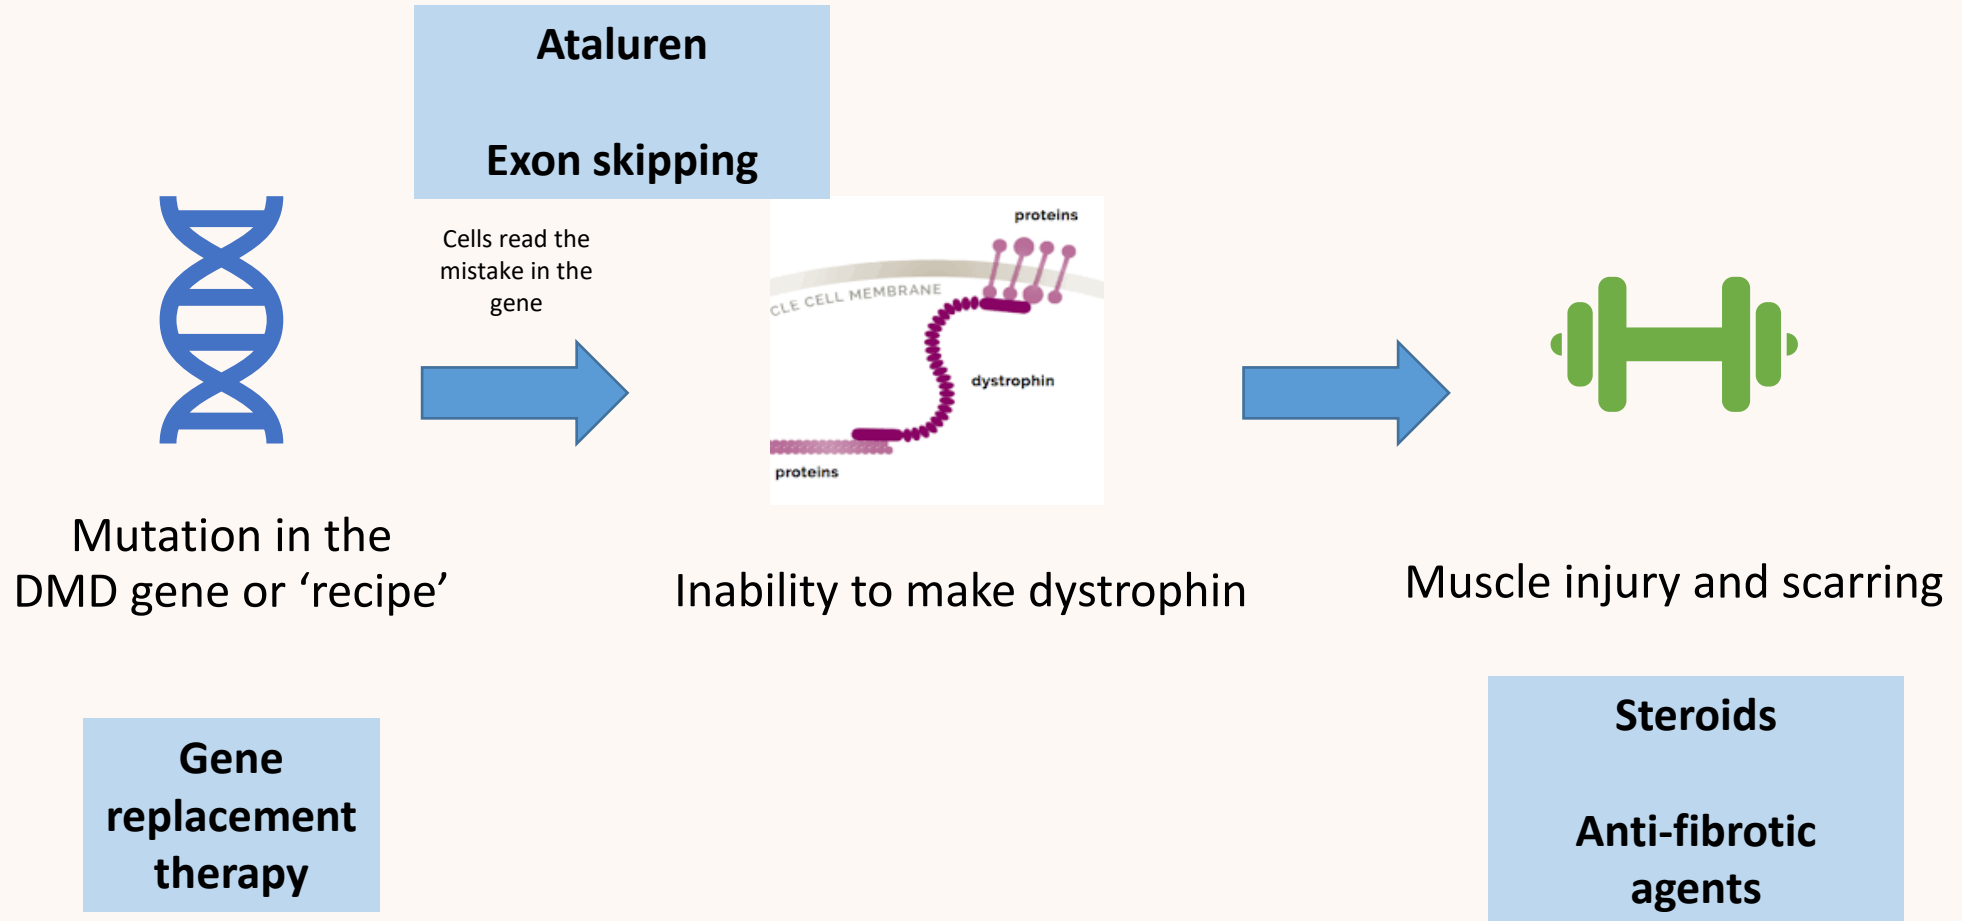 Ataluren
Exon skipping
Cells read the
mistake in the
gene
proteins
CLE CELL MEMBRANE
dystrophin
proteins
Mutation in the
DMD gene or ‘recipe’
Inability to make dystrophin
Muscle injury and scarring
Gene
replacement
therapy
Steroids
Anti-fibrotic
agents